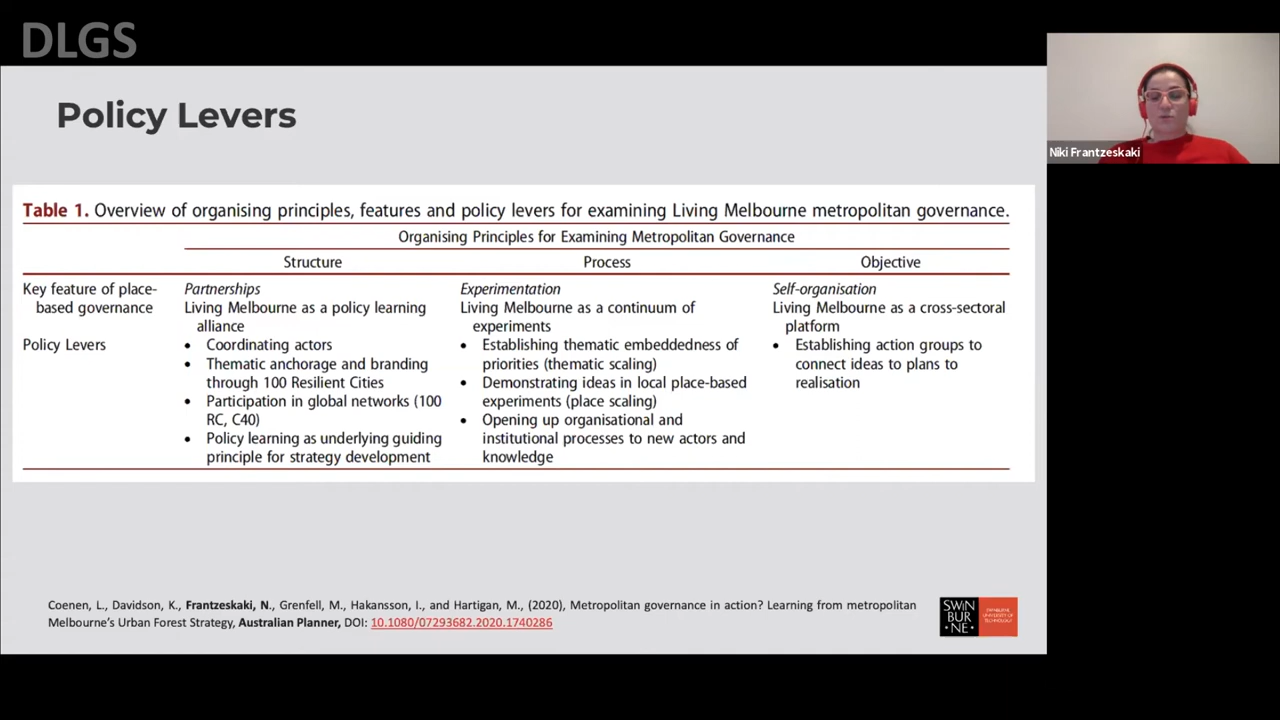 DLGS
Policy Levers
Niki Frantzeskaki
Table 1. Overview of organising principles, features and policy levers for examining Living Melbourne metropolitan governance.
Organising Principles for Examining Metropolitan Governance
Structure Process Objective
Key feature of place-
based governance
Partnerships
Living Melbourne as a policy learning
alliance
Experimentation
Living Melbourne as a continuum of
experiments
Self-organisation
Living Melbourne as a cross-sectoral
platform
Policy Levers
• Coordinating actors
• Thematic anchorage and branding
through 100 Resilient Cities
• Participation in global networks (100
RC, C40)
• Policy learning as underlying guiding
principle for strategy development
• Establishing thematic embeddedness of
priorities (thematic scaling)
• Demonstrating ideas in local place-based
experiments (place scaling)
• Opening up organisational and
institutional processes to new actors and
knowledge
• Establishing action groups to
connect ideas to plans to
realisation
Coenen, L., Davidson, K., Frantzeskaki, N., Grenfell, M., Hakansson, I., and Hartigan, M., (2020), Metropolitan governance in action? Learning from metropolitan
Melbourne's Urban Forest Strategy, Australian Planner, DOI: 10.1080/07293682.2020.1740286
SWIN
BUR
• NE •
SWINBURNE
UNIVERSITY OF
TECHNOLOGY